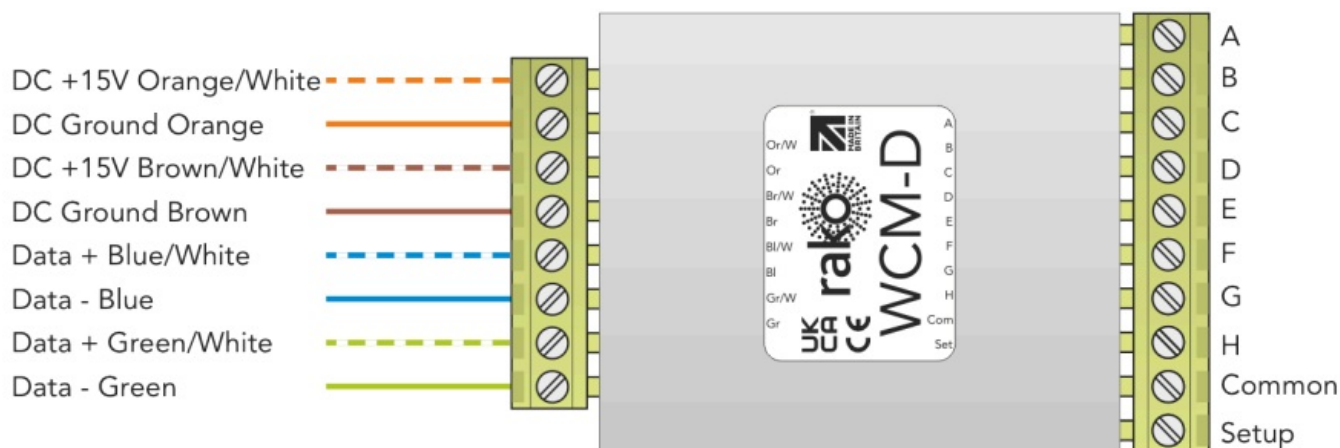 DC +15V Orange/White
DC Ground Orange
DC +15V Brown/White
DC Ground Brown
Data + Blue/White
Data - Blue
Data + Green/White
Data - Green
Or/W
Or
Br/W
Br
Bl/W
Bl
Gr/W
Gr
MADE IN
BRITAIN
rako
UK
CA
CE
WCM-D
A
B
C
D
E
F
G
H
Com
Set
A
B
C
D
E
F
G
H
Common
Setup